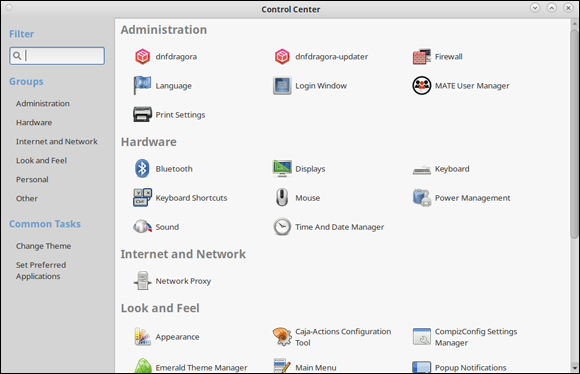 Control Center
Filter
Groups
Administration
Hardware
Internet and Network
Look and Feel
Personal
Other
Common Tasks
Change Theme
Set Preferred
Applications
Administration
dnfdragora
dnfdragora-updater
Firewall
Language
Login Window
MATE User Manager
Print Settings
Hardware
Bluetooth
Displays
Keyboard
Keyboard Shortcuts
Mouse
Power Management
Sound
Time And Date Manager
Internet and Network
Network Proxy
Look and Feel
Appearance
Caja-Actions Configuration
Tool
CompizConfig Settings
Manager
Emerald Theme Manager
Main Menu
Popup Notifications